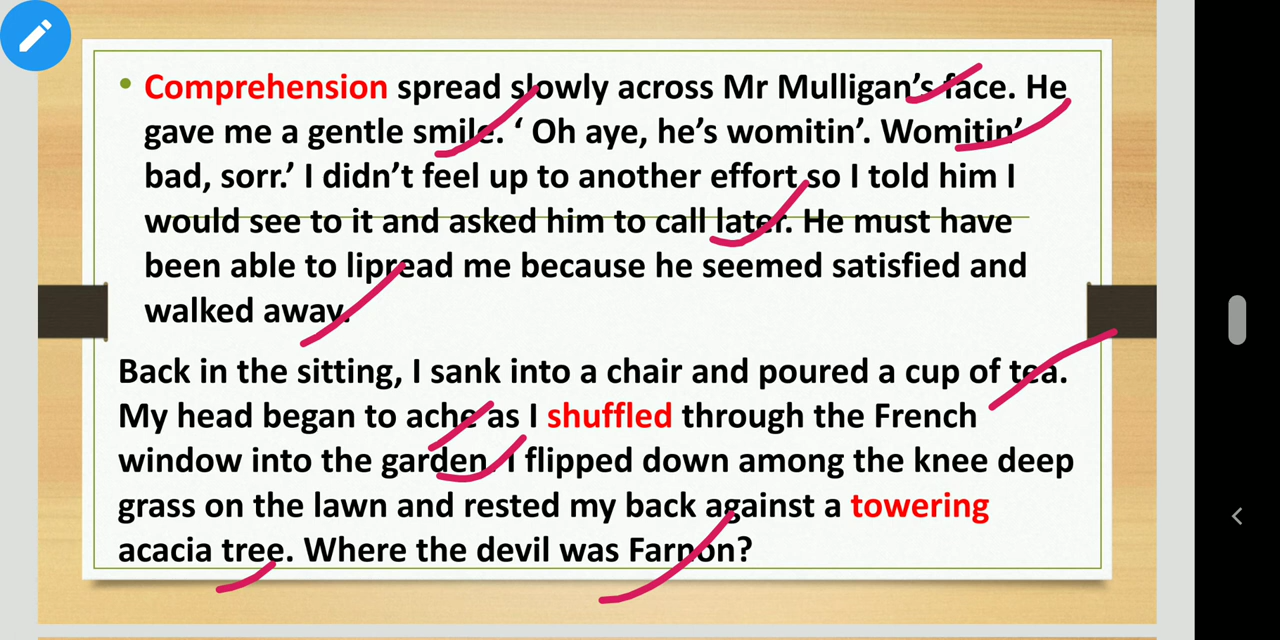 Comprehension spread slowly across Mr Mulligan’s face. He
gave me a gentle smile. ‘ Oh aye, he’s womitin’. Womitin’
bad, sorr.’ I didn’t feel up to another effort so I told him I
would see to it and asked him to call later. He must have
been able to lipread me because he seemed satisfied and
walked away.
Back in the sitting, I sank into a chair and poured a cup of tea.
My head began to ache as I shuffled through the French
window into the garden. I flipped down among the knee deep
grass on the lawn and rested my back against a towering
acacia tree. Where the devil was Farnon?